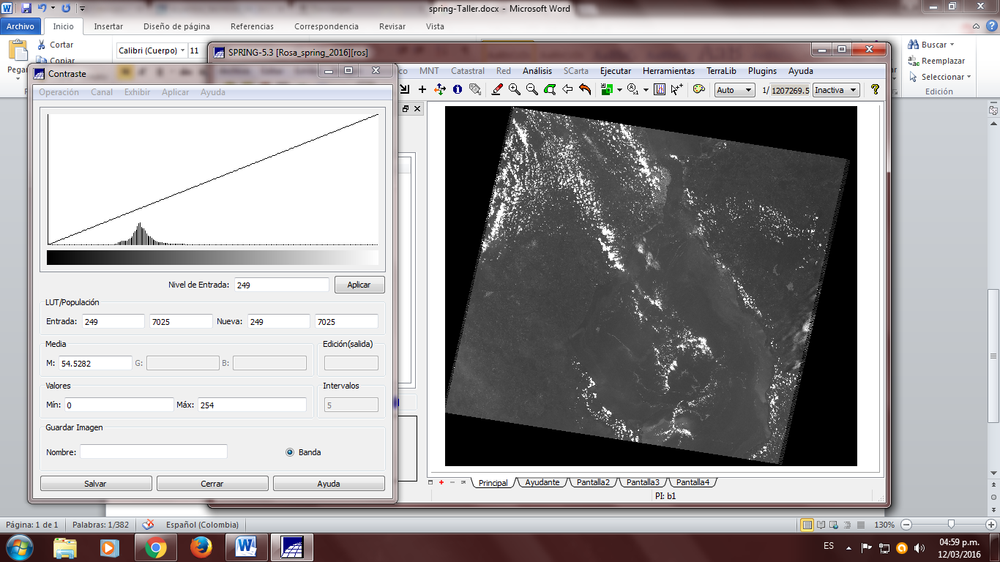 spring-Taller.docx - Microsoft Word
Archivo Inicio Insertar Diseño de página Referencias Correspondencia Revisar Vista
Cortar
Copiar
Pegar
Calibri (Cuerpo) 11
Buscar
Reemplazar
Seleccionar
Edición
SPRING-5.3 [Rosa_spring_2016][ros]
MNT Catastral Red Análisis SCarta Ejecutar Herramientas TerraLib Plugins Ayuda
Auto 1/ 1207269.5 Inactiva
Contraste
Operación Canal Exhibir Aplicar Ayuda
Nivel de Entrada: 249 Aplicar
LUT/Populación
Entrada: 249 7025 Nueva: 249 7025
Media Edición(salida)
M: 54.5282 G: B:
Valores Intervalos
Mín: 0 Máx: 254 5
Guardar Imagen
Nombre: Banda
Salvar Cerrar Ayuda
Principal Ayudante Pantalla2 Pantalla3 Pantalla4
PI: b1
Página: 1 de 1 Palabras: 1/382 Español (Colombia) 130%
ES 04:59 p.m.
12/03/2016